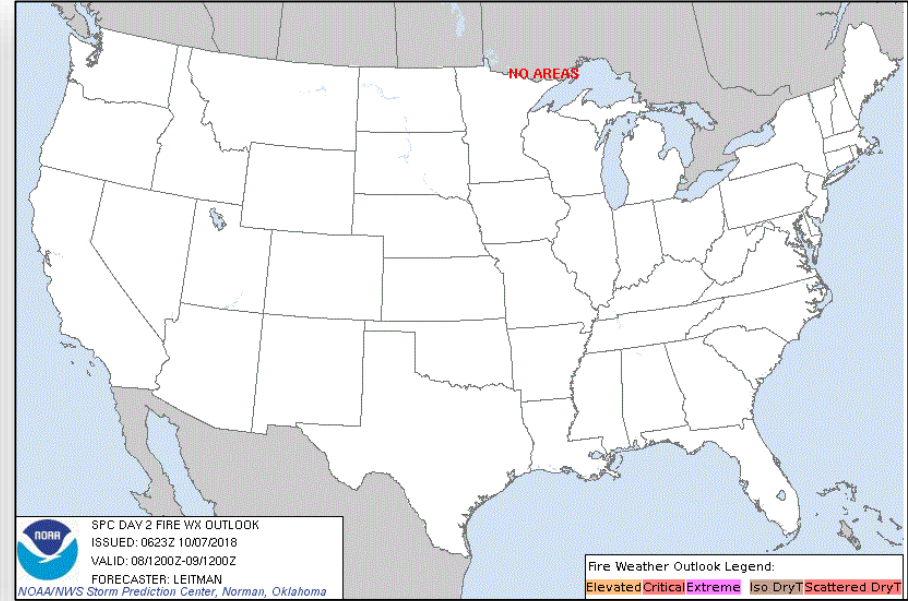 NO AREAS
NOAA
SPC DAY 2 FIRE WX OUTLOOK
ISSUED: 0623Z 10/07/2018
VALID: 08/1200Z-09/1200Z
FORECASTER: LEITMAN
NOAA/NWS Storm Prediction Center, Norman, Oklahoma
Fire Weather Outlook Legend:
Elevated Critical Extreme Iso DryT Scattered DryT